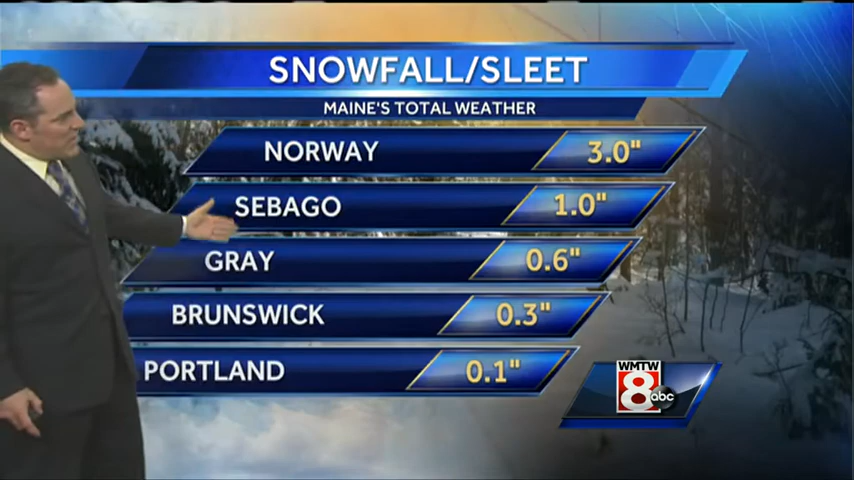 SNOWFALL/SLEET
MAINE'S TOTAL WEATHER
NORWAY 3.0"
SEBAGO 1.0"
GRAY 0.6"
BRUNSWICK 0.3"
PORTLAND 0.1"
WMTW
8 abc